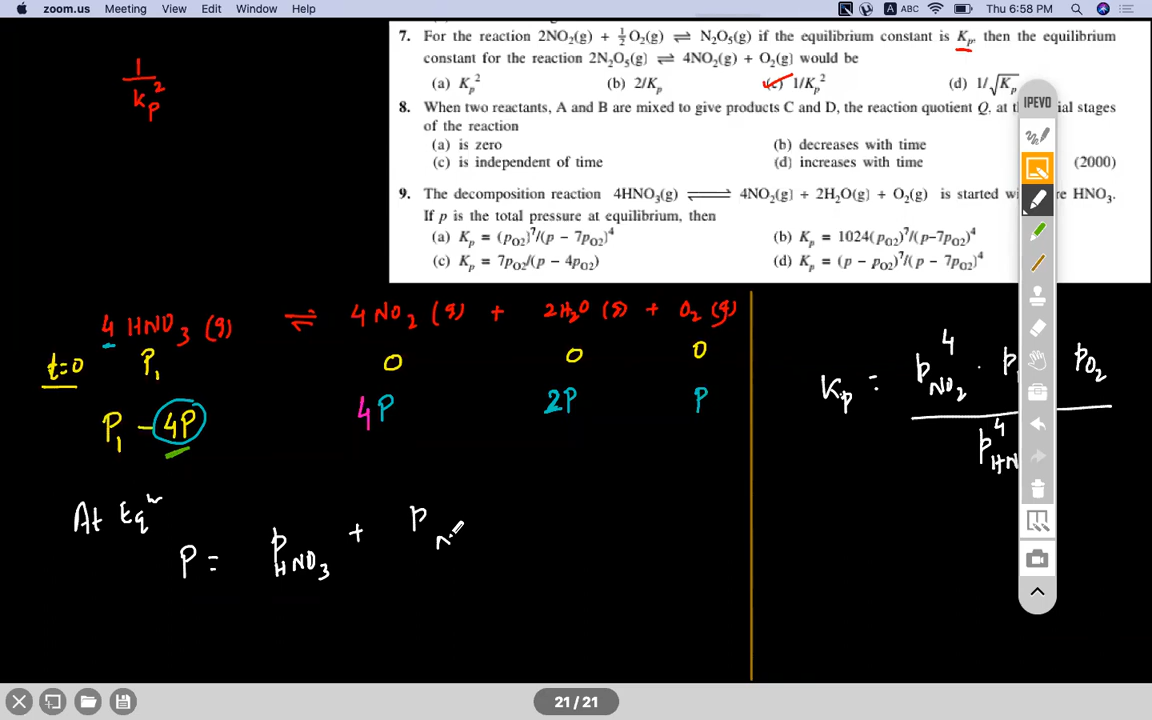 zoom.us Meeting View Edit Window Help A ABC Thu 6:58 PM
7. For the reaction 2NO₂(g) + ½O₂(g) ⇌ N₂O₅(g) if the equilibrium constant is Kp, then the equilibrium
constant for the reaction 2N₂O₅(g) ⇌ 4NO₂(g) + O₂(g) would be
(a) Kp² (b) 2/Kp (c) 1/Kp² (d) 1/√Kp
8. When two reactants, A and B are mixed to give products C and D, the reaction quotient Q, at stages
of the reaction
(a) is zero (b) decreases with time
(c) is independent of time (d) increases with time (2000)
9. The decomposition reaction 4HNO₃(g) ⇌ 4NO₂(g) + 2H₂O(g) + O₂(g) is started HNO₃.
If p is the total pressure at equilibrium, then
(a) Kp = (pO2)⁷/(p – 7pO2)⁴ (b) Kp = 1024(pO2)⁷/(p–7pO2)⁴
(c) Kp = 7pO2/(p – 4pO2) (d) Kp = (p – pO2)⁷/(p – 7pO2)⁴
1/kp²
IPEVO
4 HNO₃ (g) ⇌ 4 NO₂ (g) + 2H₂O (g) + O₂ (g)
t=0 P₁ 0 0 0
P₁ – 4P 4P 2P P
Kp = p⁴NO₂ · pO₂
p⁴
At Eqm
P = pHNO₃ + p
21 / 21